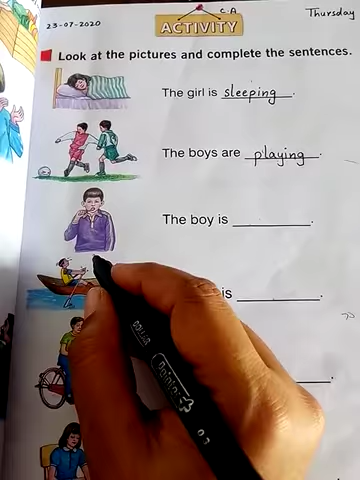 C.A
Thursday
23-07-2020
ACTIVITY
Look at the pictures and complete the sentences.
The girl is sleeping.
The boys are playing.
The boy is ________.
is ________.
________.